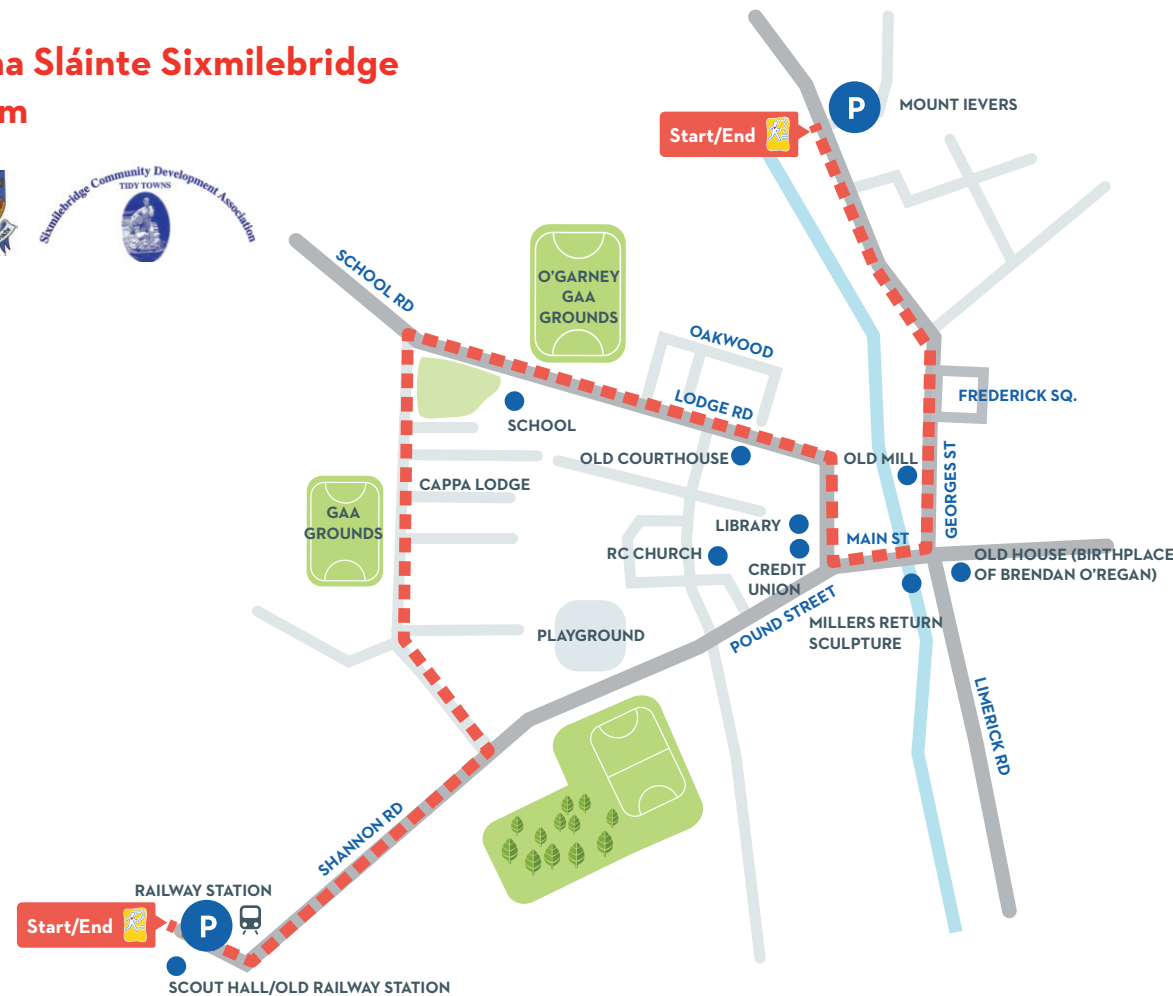 na Sláinte Sixmilebridge
m
Sixmilebridge Community Development Association
TIDY TOWNS
P
MOUNT IEVERS
Start/End
SCHOOL RD
O'GARNEY
GAA
GROUNDS
OAKWOOD
LODGE RD
FREDERICK SQ.
SCHOOL
OLD COURTHOUSE
OLD MILL
GEORGES ST
CAPPA LODGE
GAA
GROUNDS
LIBRARY
MAIN ST
RC CHURCH
CREDIT
UNION
OLD HOUSE (BIRTHPLACE
OF BRENDAN O'REGAN)
POUND STREET
MILLERS RETURN
SCULPTURE
PLAYGROUND
LIMERICK RD
SHANNON RD
RAILWAY STATION
Start/End
P
SCOUT HALL/OLD RAILWAY STATION